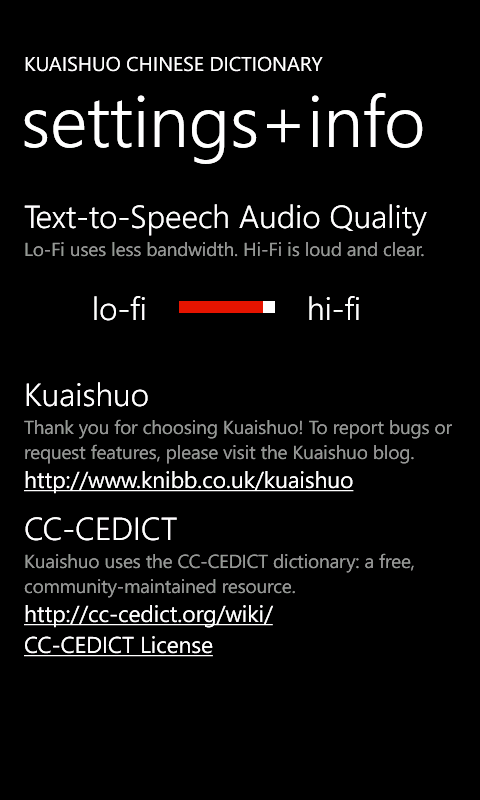 KUAISHUO CHINESE DICTIONARY
settings+info
Text-to-Speech Audio Quality
Lo-Fi uses less bandwidth. Hi-Fi is loud and clear.
lo-fi hi-fi
Kuaishuo
Thank you for choosing Kuaishuo! To report bugs or
request features, please visit the Kuaishuo blog.
http://www.knibb.co.uk/kuaishuo
CC-CEDICT
Kuaishuo uses the CC-CEDICT dictionary: a free,
community-maintained resource.
http://cc-cedict.org/wiki/
CC-CEDICT License